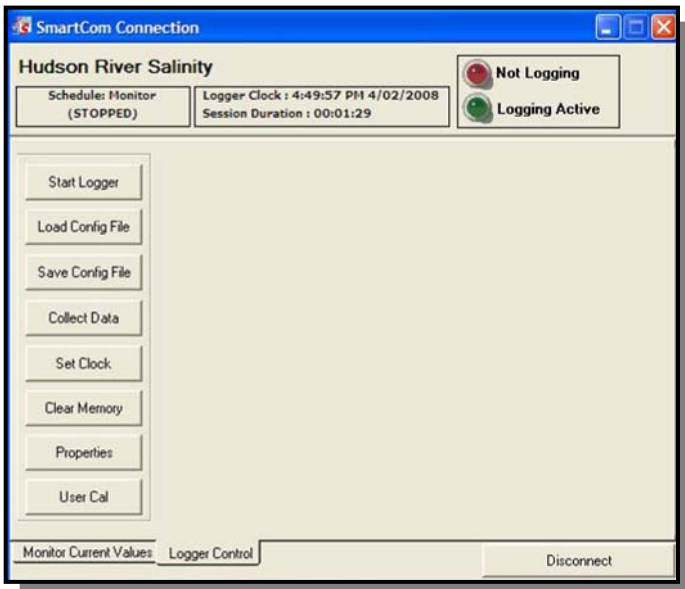 SmartCom Connection
Hudson River Salinity
Schedule: Monitor
(STOPPED)
Logger Clock : 4:49:57 PM 4/02/2008
Session Duration : 00:01:29
Not Logging
Logging Active
Start Logger
Load Config File
Save Config File
Collect Data
Set Clock
Clear Memory
Properties
User Cal
Monitor Current Values
Logger Control
Disconnect